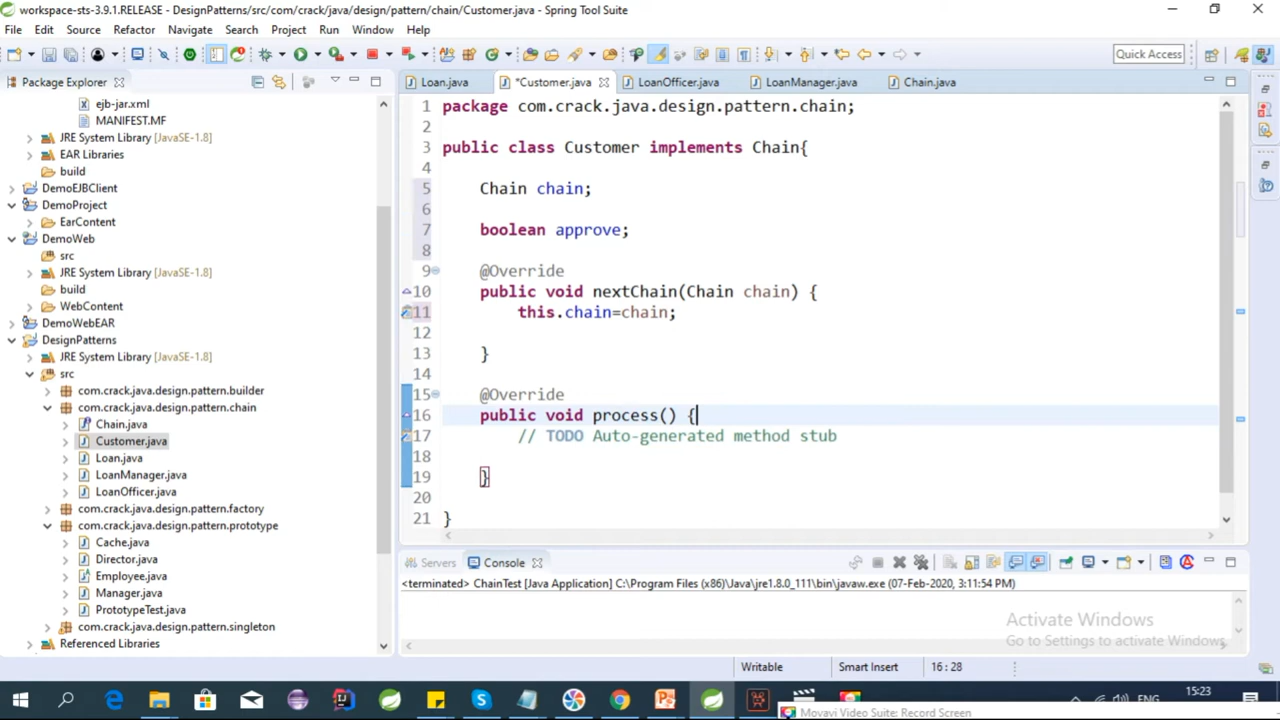 workspace-sts-3.9.1.RELEASE - DesignPatterns/src/com/crack/java/design/pattern/chain/Customer.java - Spring Tool Suite
File Edit Source Refactor Navigate Search Project Run Window Help
Quick Access
Package Explorer
Loan.java *Customer.java LoanOfficer.java LoanManager.java Chain.java
ejb-jar.xml
MANIFEST.MF
JRE System Library [JavaSE-1.8]
EAR Libraries
build
DemoEJBClient
DemoProject
EarContent
DemoWeb
src
JRE System Library [JavaSE-1.8]
build
WebContent
DemoWebEAR
DesignPatterns
JRE System Library [JavaSE-1.8]
src
com.crack.java.design.pattern.builder
com.crack.java.design.pattern.chain
Chain.java
Customer.java
Loan.java
LoanManager.java
LoanOfficer.java
com.crack.java.design.pattern.factory
com.crack.java.design.pattern.prototype
Cache.java
Director.java
Employee.java
Manager.java
PrototypeTest.java
com.crack.java.design.pattern.singleton
Referenced Libraries
1 package com.crack.java.design.pattern.chain;
2
3 public class Customer implements Chain{
4
5 Chain chain;
6
7 boolean approve;
8
9 @Override
10 public void nextChain(Chain chain) {
11 this.chain=chain;
12
13 }
14
15 @Override
16 public void process() {
17 // TODO Auto-generated method stub
18
19 }
20
21 }
Servers Console
<terminated> ChainTest [Java Application] C:\Program Files (x86)\Java\jre1.8.0_111\bin\javaw.exe (07-Feb-2020, 3:11:54 PM)
Activate Windows
Go to Settings to activate Windows.
Writable Smart Insert 16 : 28
ENG 15:23
Movavi Video Suite: Record Screen